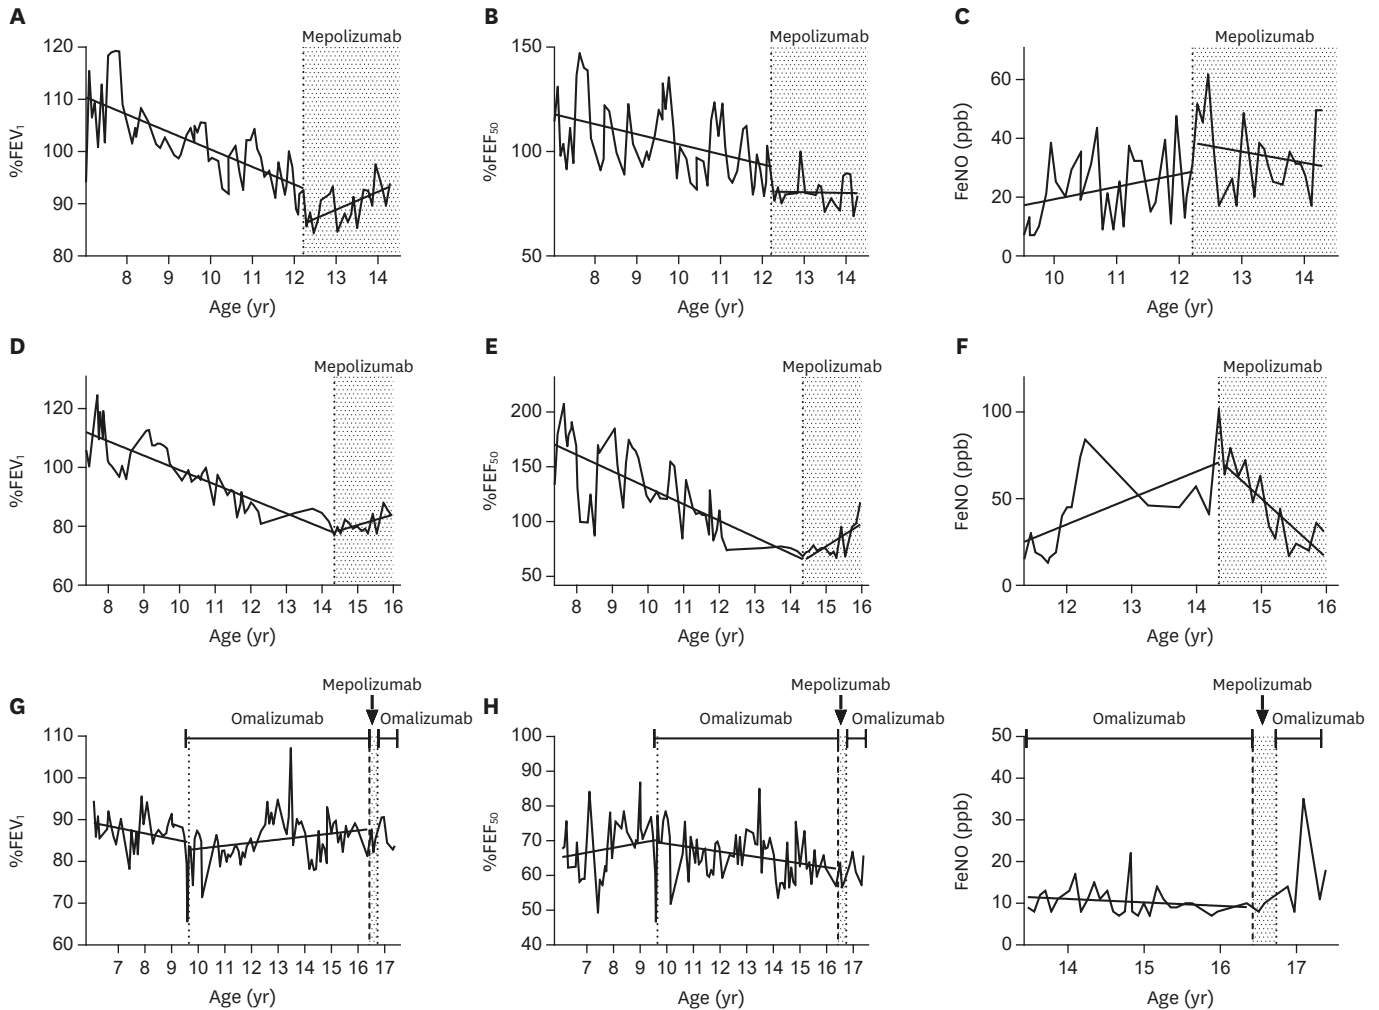 A
Mepolizumab
120
110
100
90
80
%FEV₁
8 9 10 11 12 13 14
Age (yr)
B
Mepolizumab
150
100
50
%FEF₅₀
8 9 10 11 12 13 14
Age (yr)
C
Mepolizumab
60
40
20
0
FeNO (ppb)
10 11 12 13 14
Age (yr)
D
Mepolizumab
120
100
80
60
%FEV₁
8 9 10 11 12 13 14 15 16
Age (yr)
E
Mepolizumab
200
150
100
50
%FEF₅₀
8 9 10 11 12 13 14 15 16
Age (yr)
F
Mepolizumab
100
50
0
FeNO (ppb)
12 13 14 15 16
Age (yr)
G
Mepolizumab
Omalizumab Omalizumab
110
100
90
80
70
60
%FEV₁
7 8 9 10 11 12 13 14 15 16 17
Age (yr)
H
Mepolizumab
Omalizumab Omalizumab
100
90
80
70
60
50
40
%FEF₅₀
7 8 9 10 11 12 13 14 15 16 17
Age (yr)
Mepolizumab
Omalizumab Omalizumab
50
40
30
20
10
0
FeNO (ppb)
14 15 16 17
Age (yr)